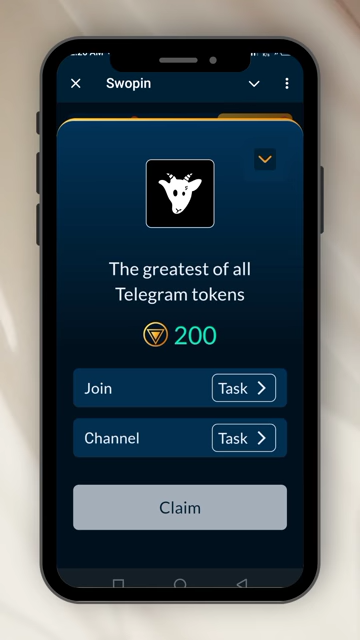 Swopin
The greatest of all
Telegram tokens
200
Join
Task
Channel
Task
Claim